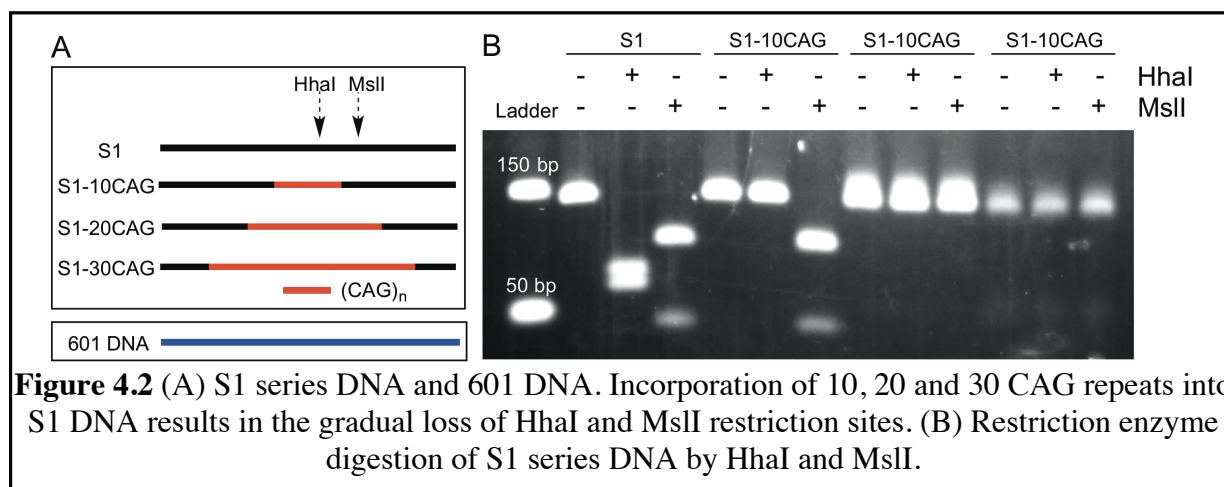 A
HhaI MslI
S1
S1-10CAG
S1-20CAG
S1-30CAG
(CAG)n
601 DNA
B
S1 S1-10CAG S1-10CAG S1-10CAG
- + - - + - - + - - + - HhaI
Ladder - - + - + - + - + MslI
150 bp
50 bp
Figure 4.2 (A) S1 series DNA and 601 DNA. Incorporation of 10, 20 and 30 CAG repeats into
S1 DNA results in the gradual loss of HhaI and MslI restriction sites. (B) Restriction enzyme
digestion of S1 series DNA by HhaI and MslI.